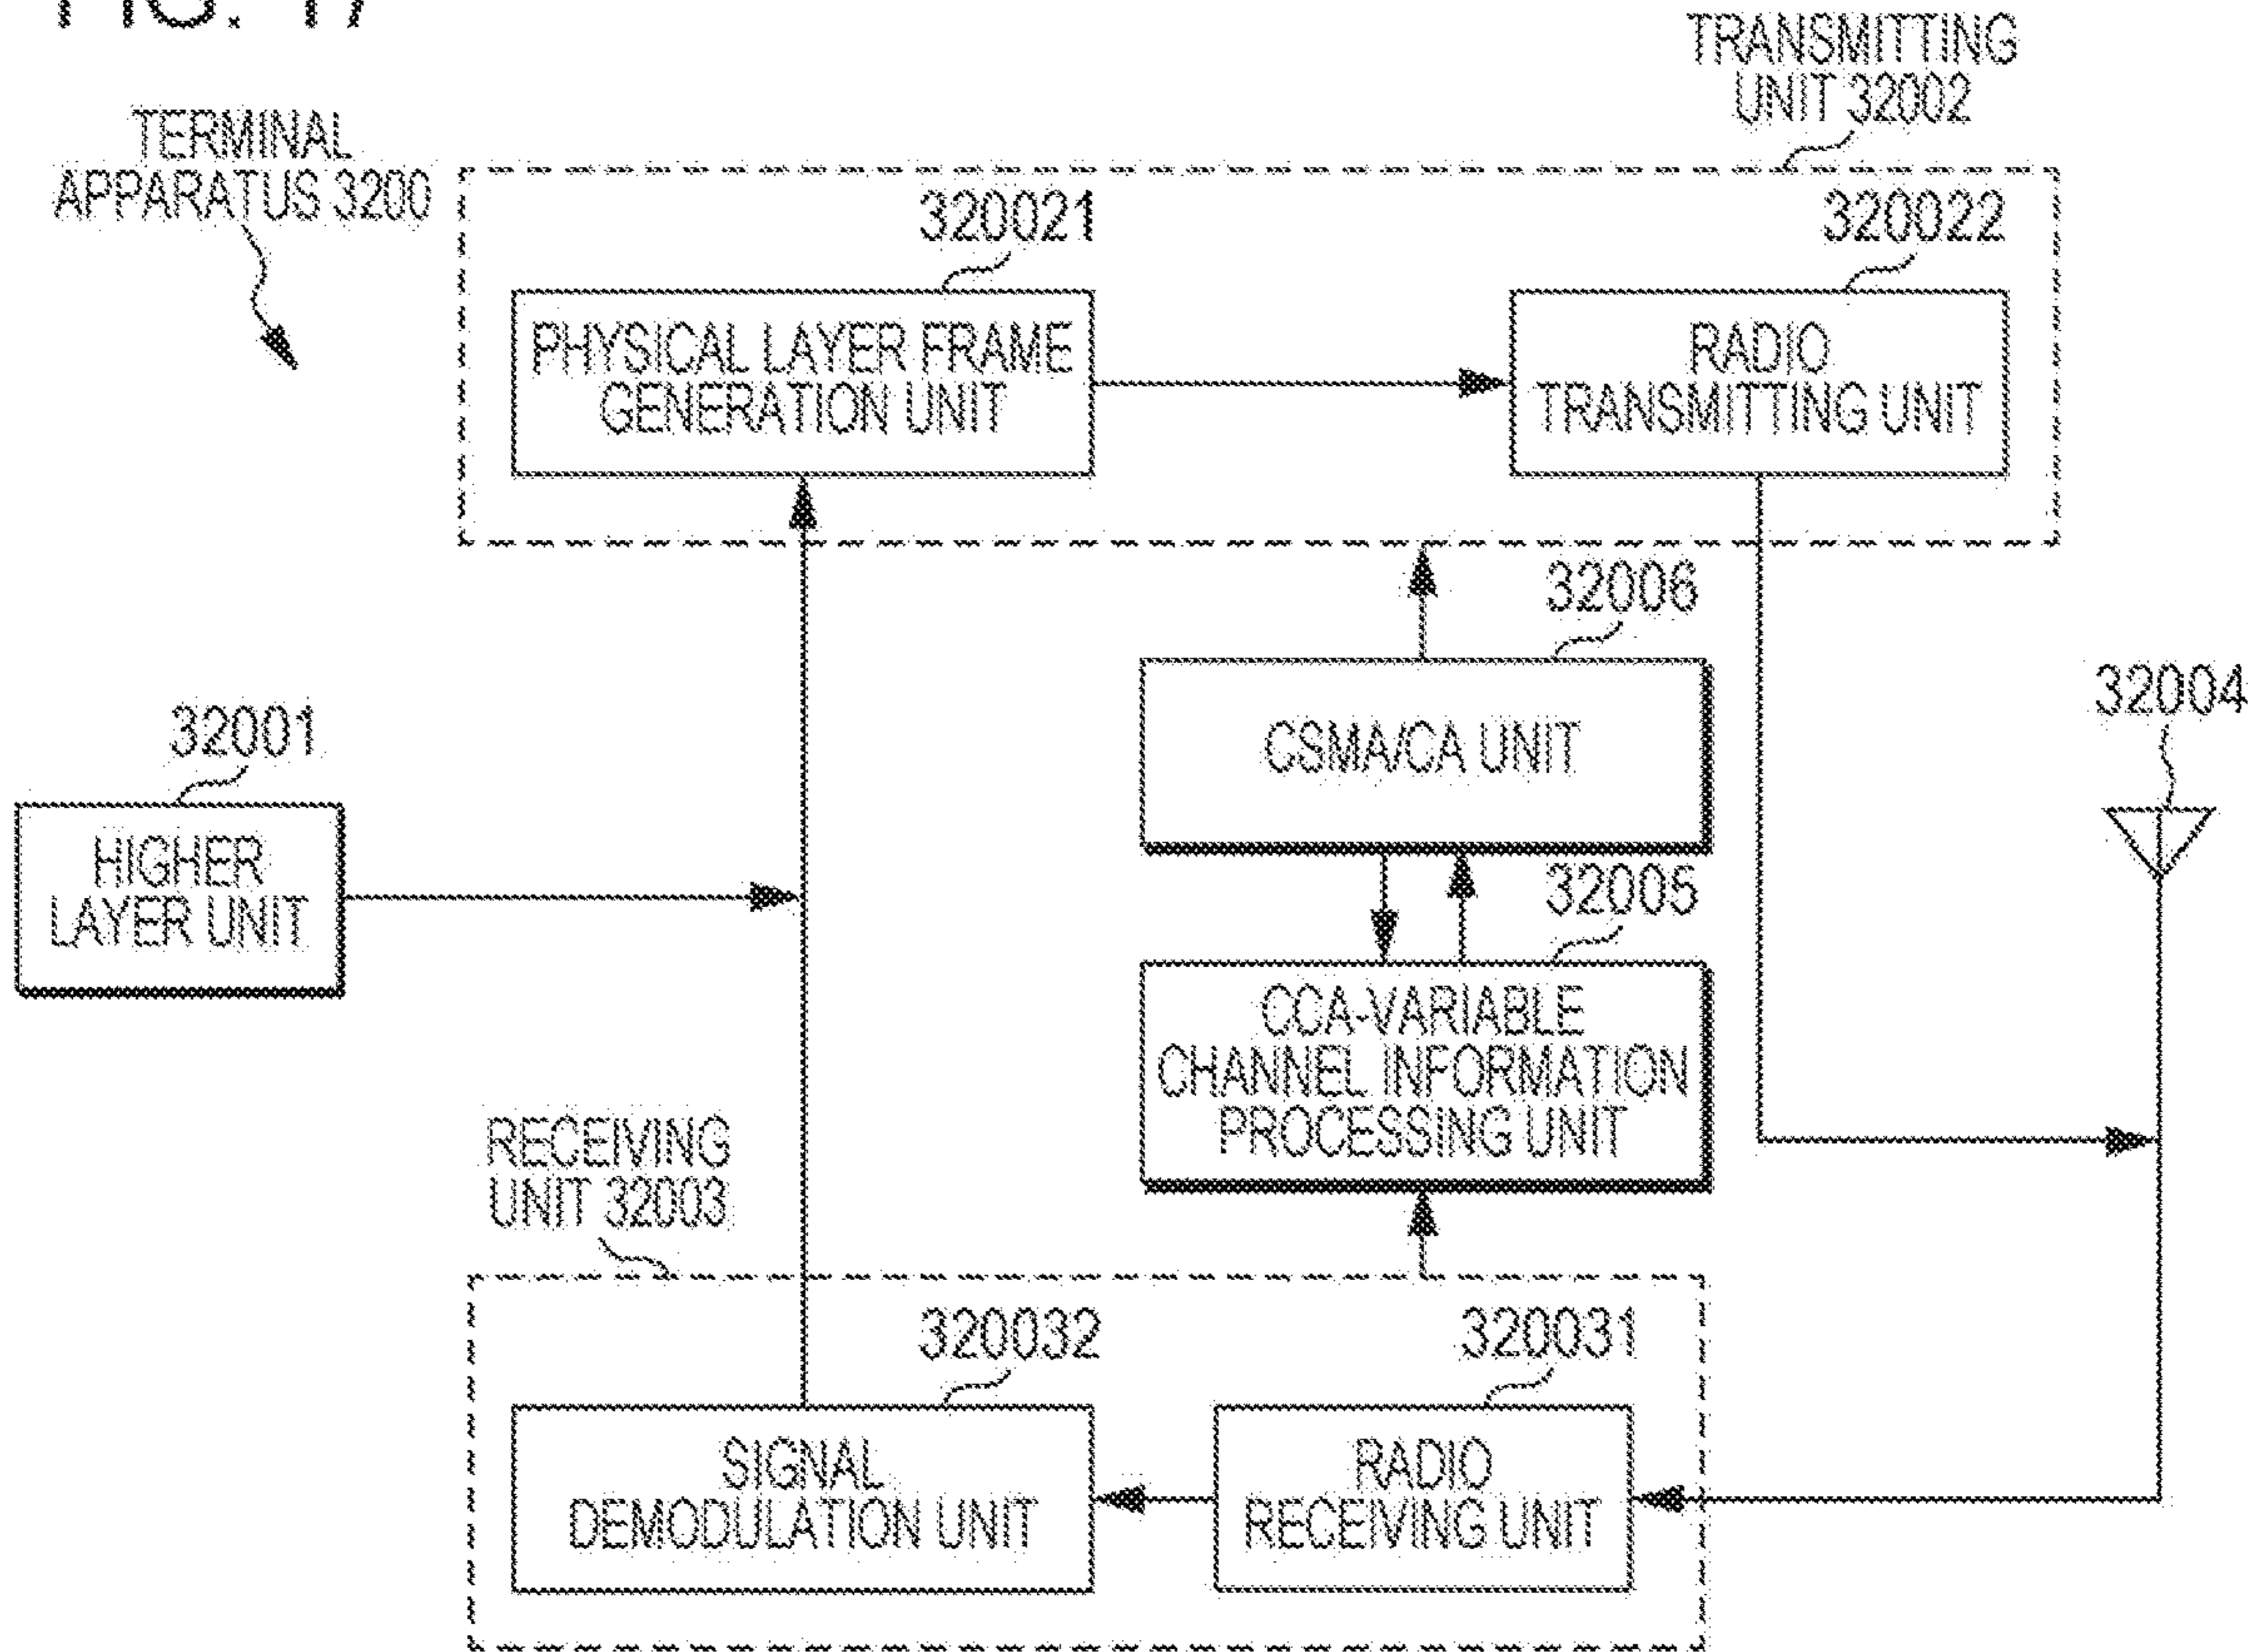 FIG. 17
TRANSMITTING
UNIT 32002
TERMINAL
APPARATUS 3200
320021
320022
PHYSICAL LAYER FRAME
GENERATION UNIT
RADIO
TRANSMITTING UNIT
32006
CSMA/CA UNIT
32004
32001
HIGHER
LAYER UNIT
32005
CCA-VARIABLE
CHANNEL INFORMATION
PROCESSING UNIT
RECEIVING
UNIT 32003
320032
320031
SIGNAL
DEMODULATION UNIT
RADIO
RECEIVING UNIT